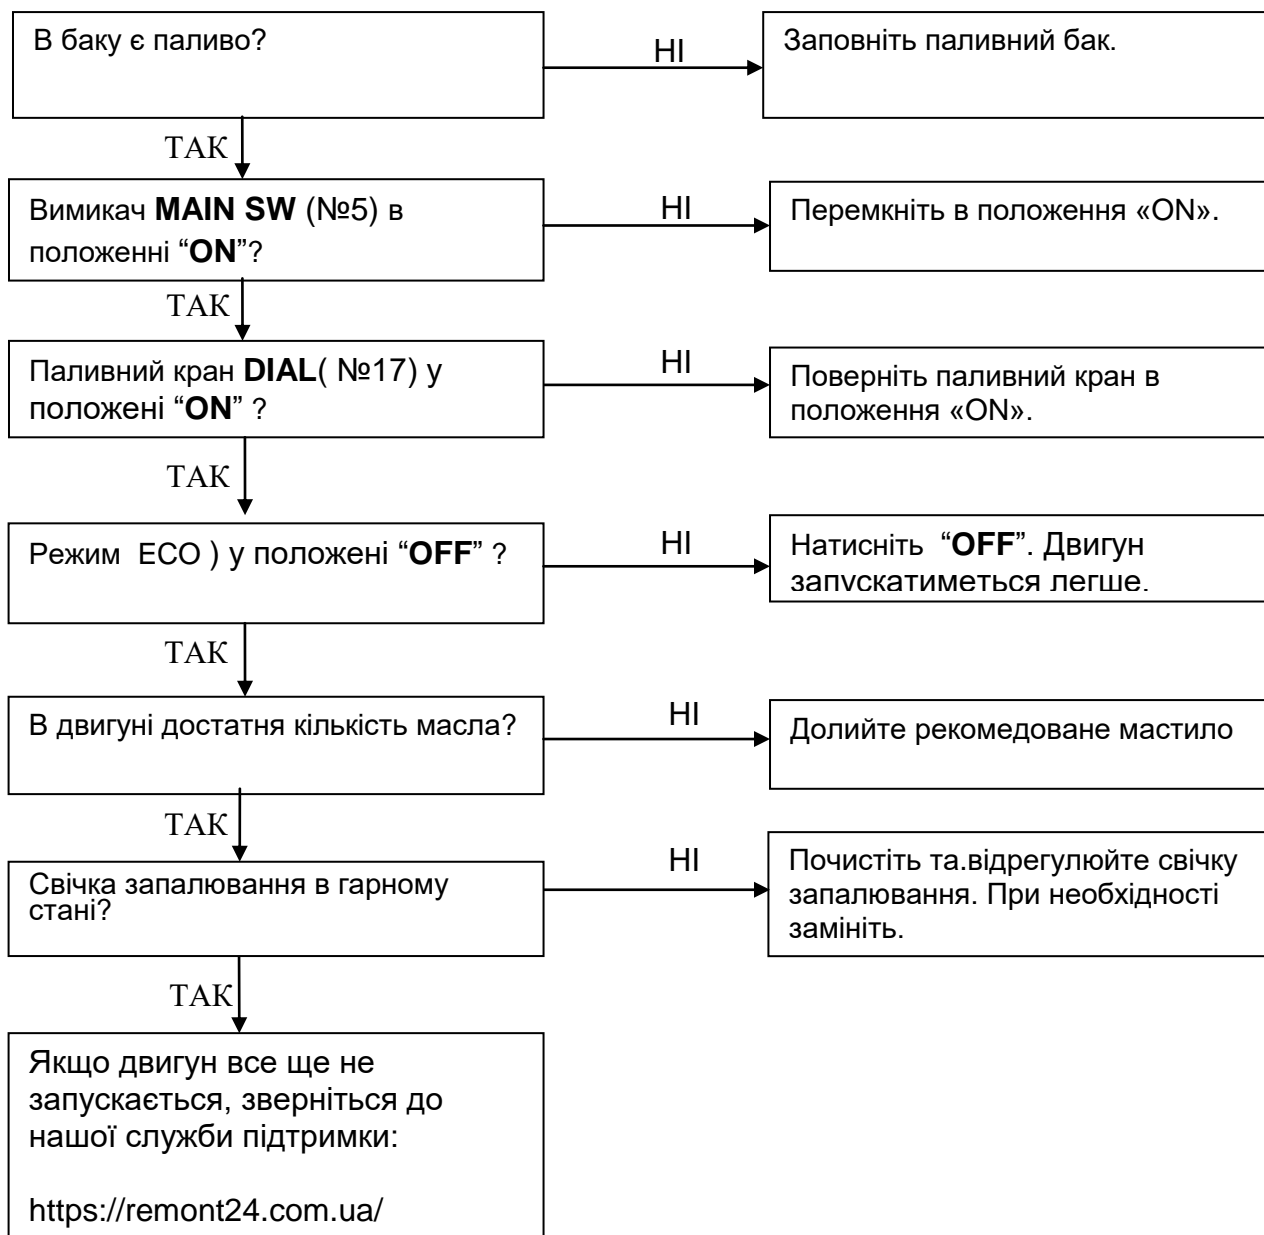 В баку є паливо?
НІ
Заповніть паливний бак.
ТАК
Вимикач MAIN SW (№5) в
положенні “ON”?
НІ
Перемкніть в положення «ON».
ТАК
Паливний кран DIAL( №17) у
положені “ON” ?
НІ
Поверніть паливний кран в
положення «ON».
ТАК
Режим ECO ) у положені “OFF” ?
НІ
Натисніть “OFF”. Двигун
запускатиметься легше.
ТАК
В двигуні достатня кількість масла?
НІ
Долийте рекомедоване мастило
ТАК
Свічка запалювання в гарному
стані?
НІ
Почистіть та.відрегулюйте свічку
запалювання. При необхідності
замініть.
ТАК
Якщо двигун все ще не
запускається, зверніться до
нашої служби підтримки:
https://remont24.com.ua/